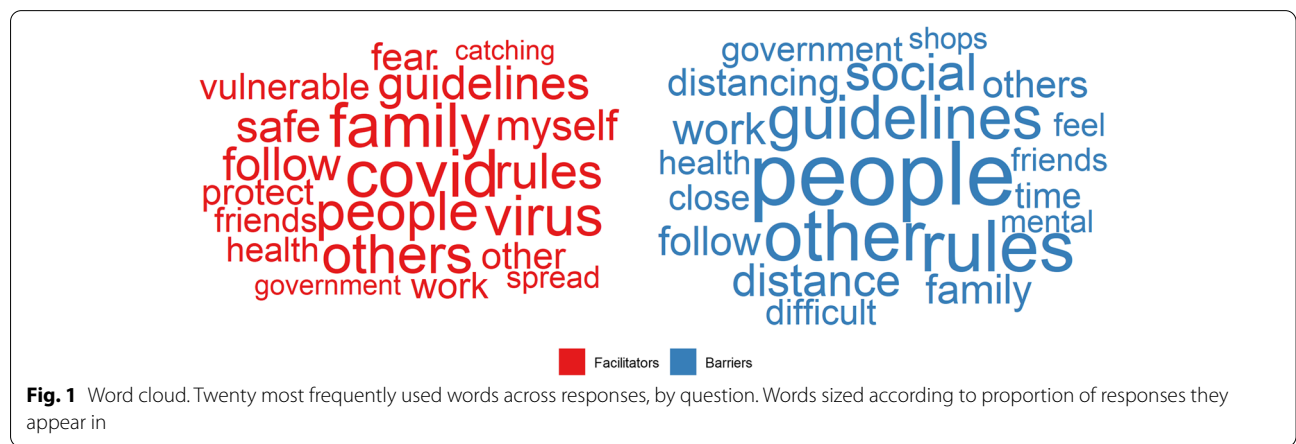 fear. catching
vulnerable guidelines
safe family myself
follow covid rules
protect
friends people virus
health others other
government work spread
government shops
distancing social others
work guidelines feel
health people friends
close time
mental
follow other rules
distance family
difficult
Facilitators Barriers
Fig. 1 Word cloud. Twenty most frequently used words across responses, by question. Words sized according to proportion of responses they
appear in